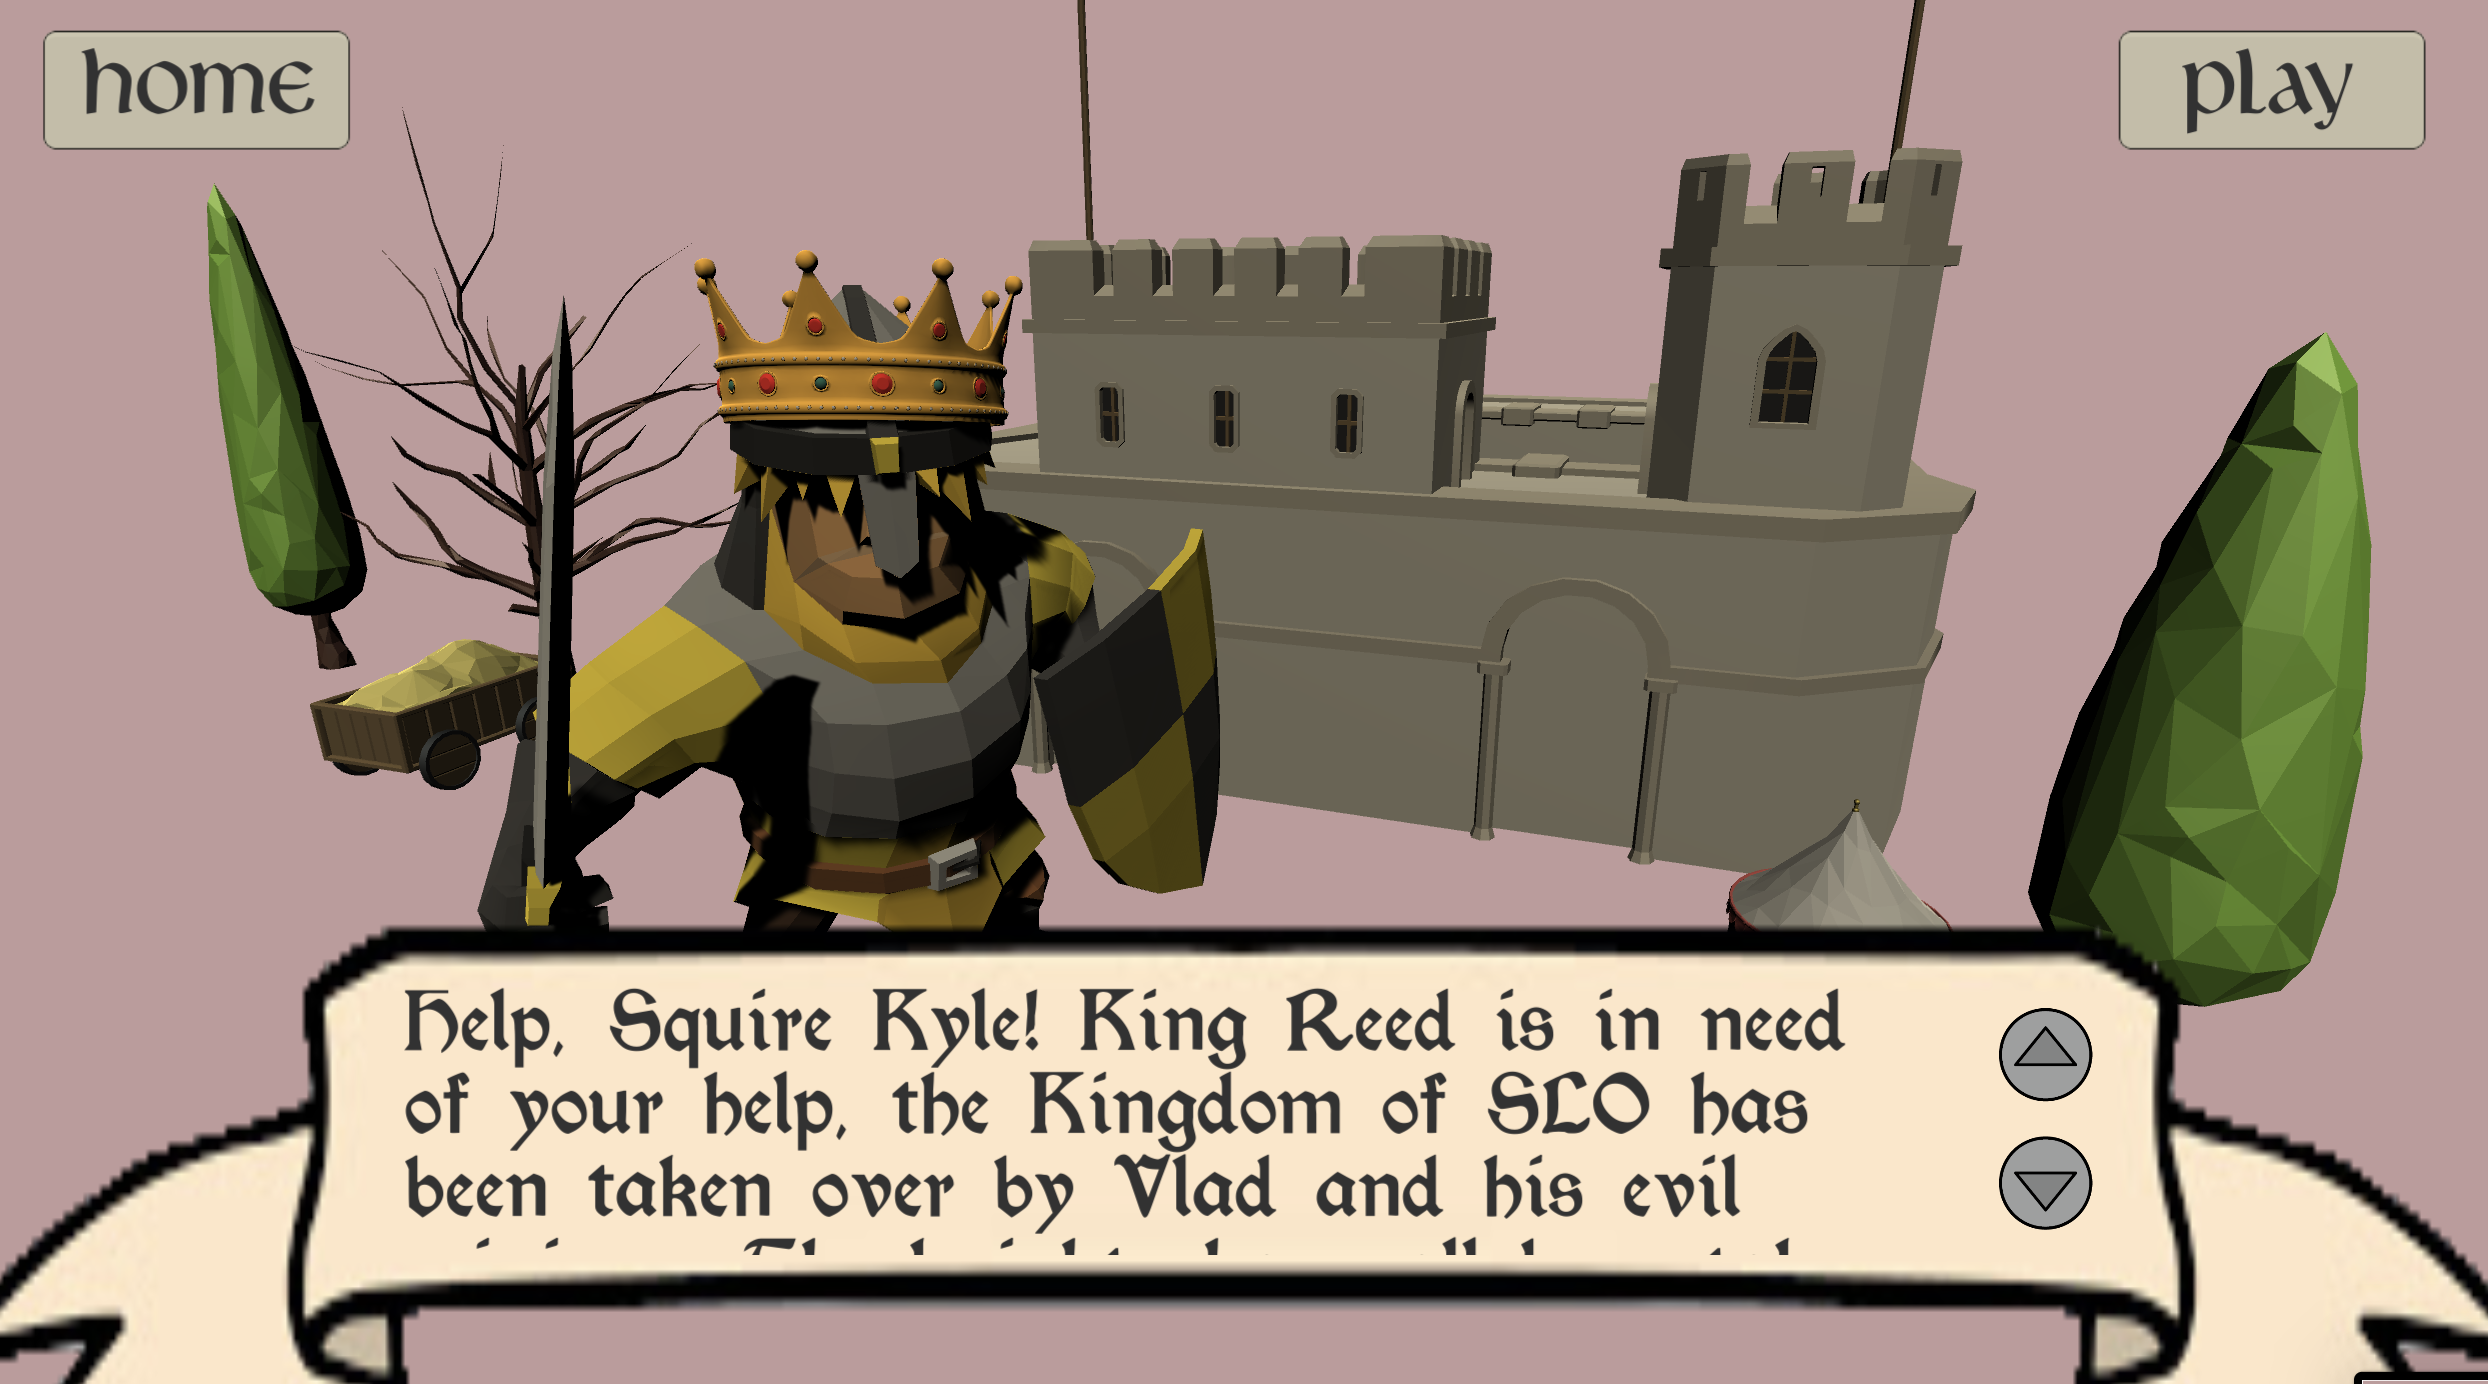 home
play
Help, Squire Kyle! King Reed is in need
of your help, the Kingdom of SLO has
been taken over by Vlad and his evil